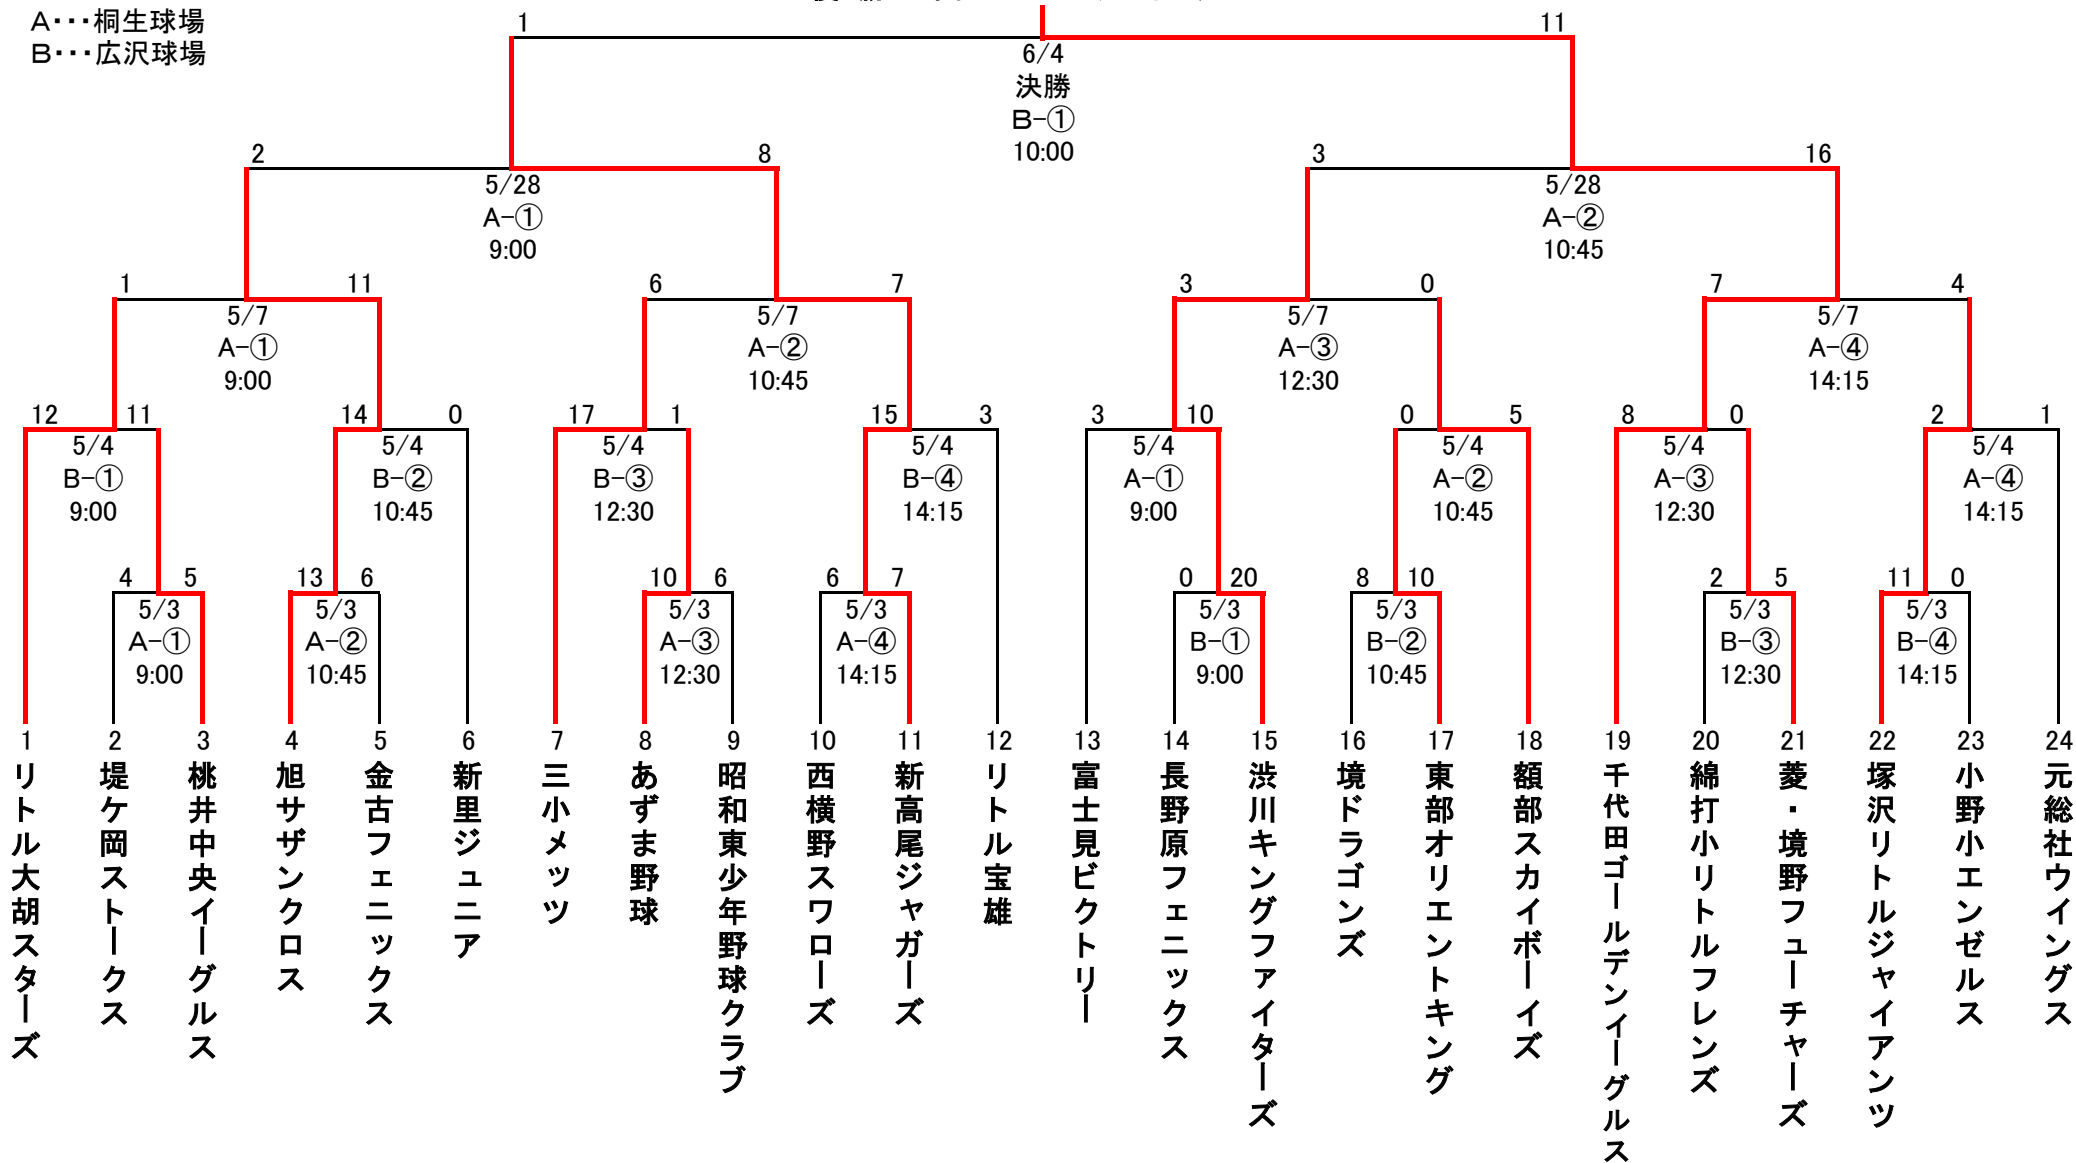 A･･･桐生球場
B･･･広沢球場
1
11
6/4
決勝
B-①
10:00
2
8
3
16
5/28
A-①
9:00
5/28
A-②
10:45
1
11
6
7
3
0
7
4
5/7
A-①
9:00
5/7
A-②
10:45
5/7
A-③
12:30
5/7
A-④
14:15
12
11
14
0
17
1
15
3
3
10
0
5
8
0
2
1
5/4
B-①
9:00
5/4
B-②
10:45
5/4
B-③
12:30
5/4
B-④
14:15
5/4
A-①
9:00
5/4
A-②
10:45
5/4
A-③
12:30
5/4
A-④
14:15
4
5
13
6
10
6
6
7
0
20
8
10
2
5
11
0
5/3
A-①
9:00
5/3
A-②
10:45
5/3
A-③
12:30
5/3
A-④
14:15
5/3
B-①
9:00
5/3
B-②
10:45
5/3
B-③
12:30
5/3
B-④
14:15
1
リトル大胡スターズ
2
堤ケ岡ストークス
3
桃井中央イーグルス
4
旭サザンクロス
5
金古フェニックス
6
新里ジュニア
7
三小メッツ
8
あずま野球
9
昭和東少年野球クラブ
10
西横野スワローズ
11
新高尾ジャガーズ
12
リトル宝雄
13
富士見ビクトリー
14
長野原フェニックス
15
渋川キングファイターズ
16
境ドラゴンズ
17
東部オリエントキング
18
額部スカイボーイズ
19
千代田ゴールデンイーグルス
20
綿打小リトルフレンズ
21
菱・境野フューチャーズ
22
塚沢リトルジャイアンツ
23
小野小エンゼルス
24
元総社ウイングス